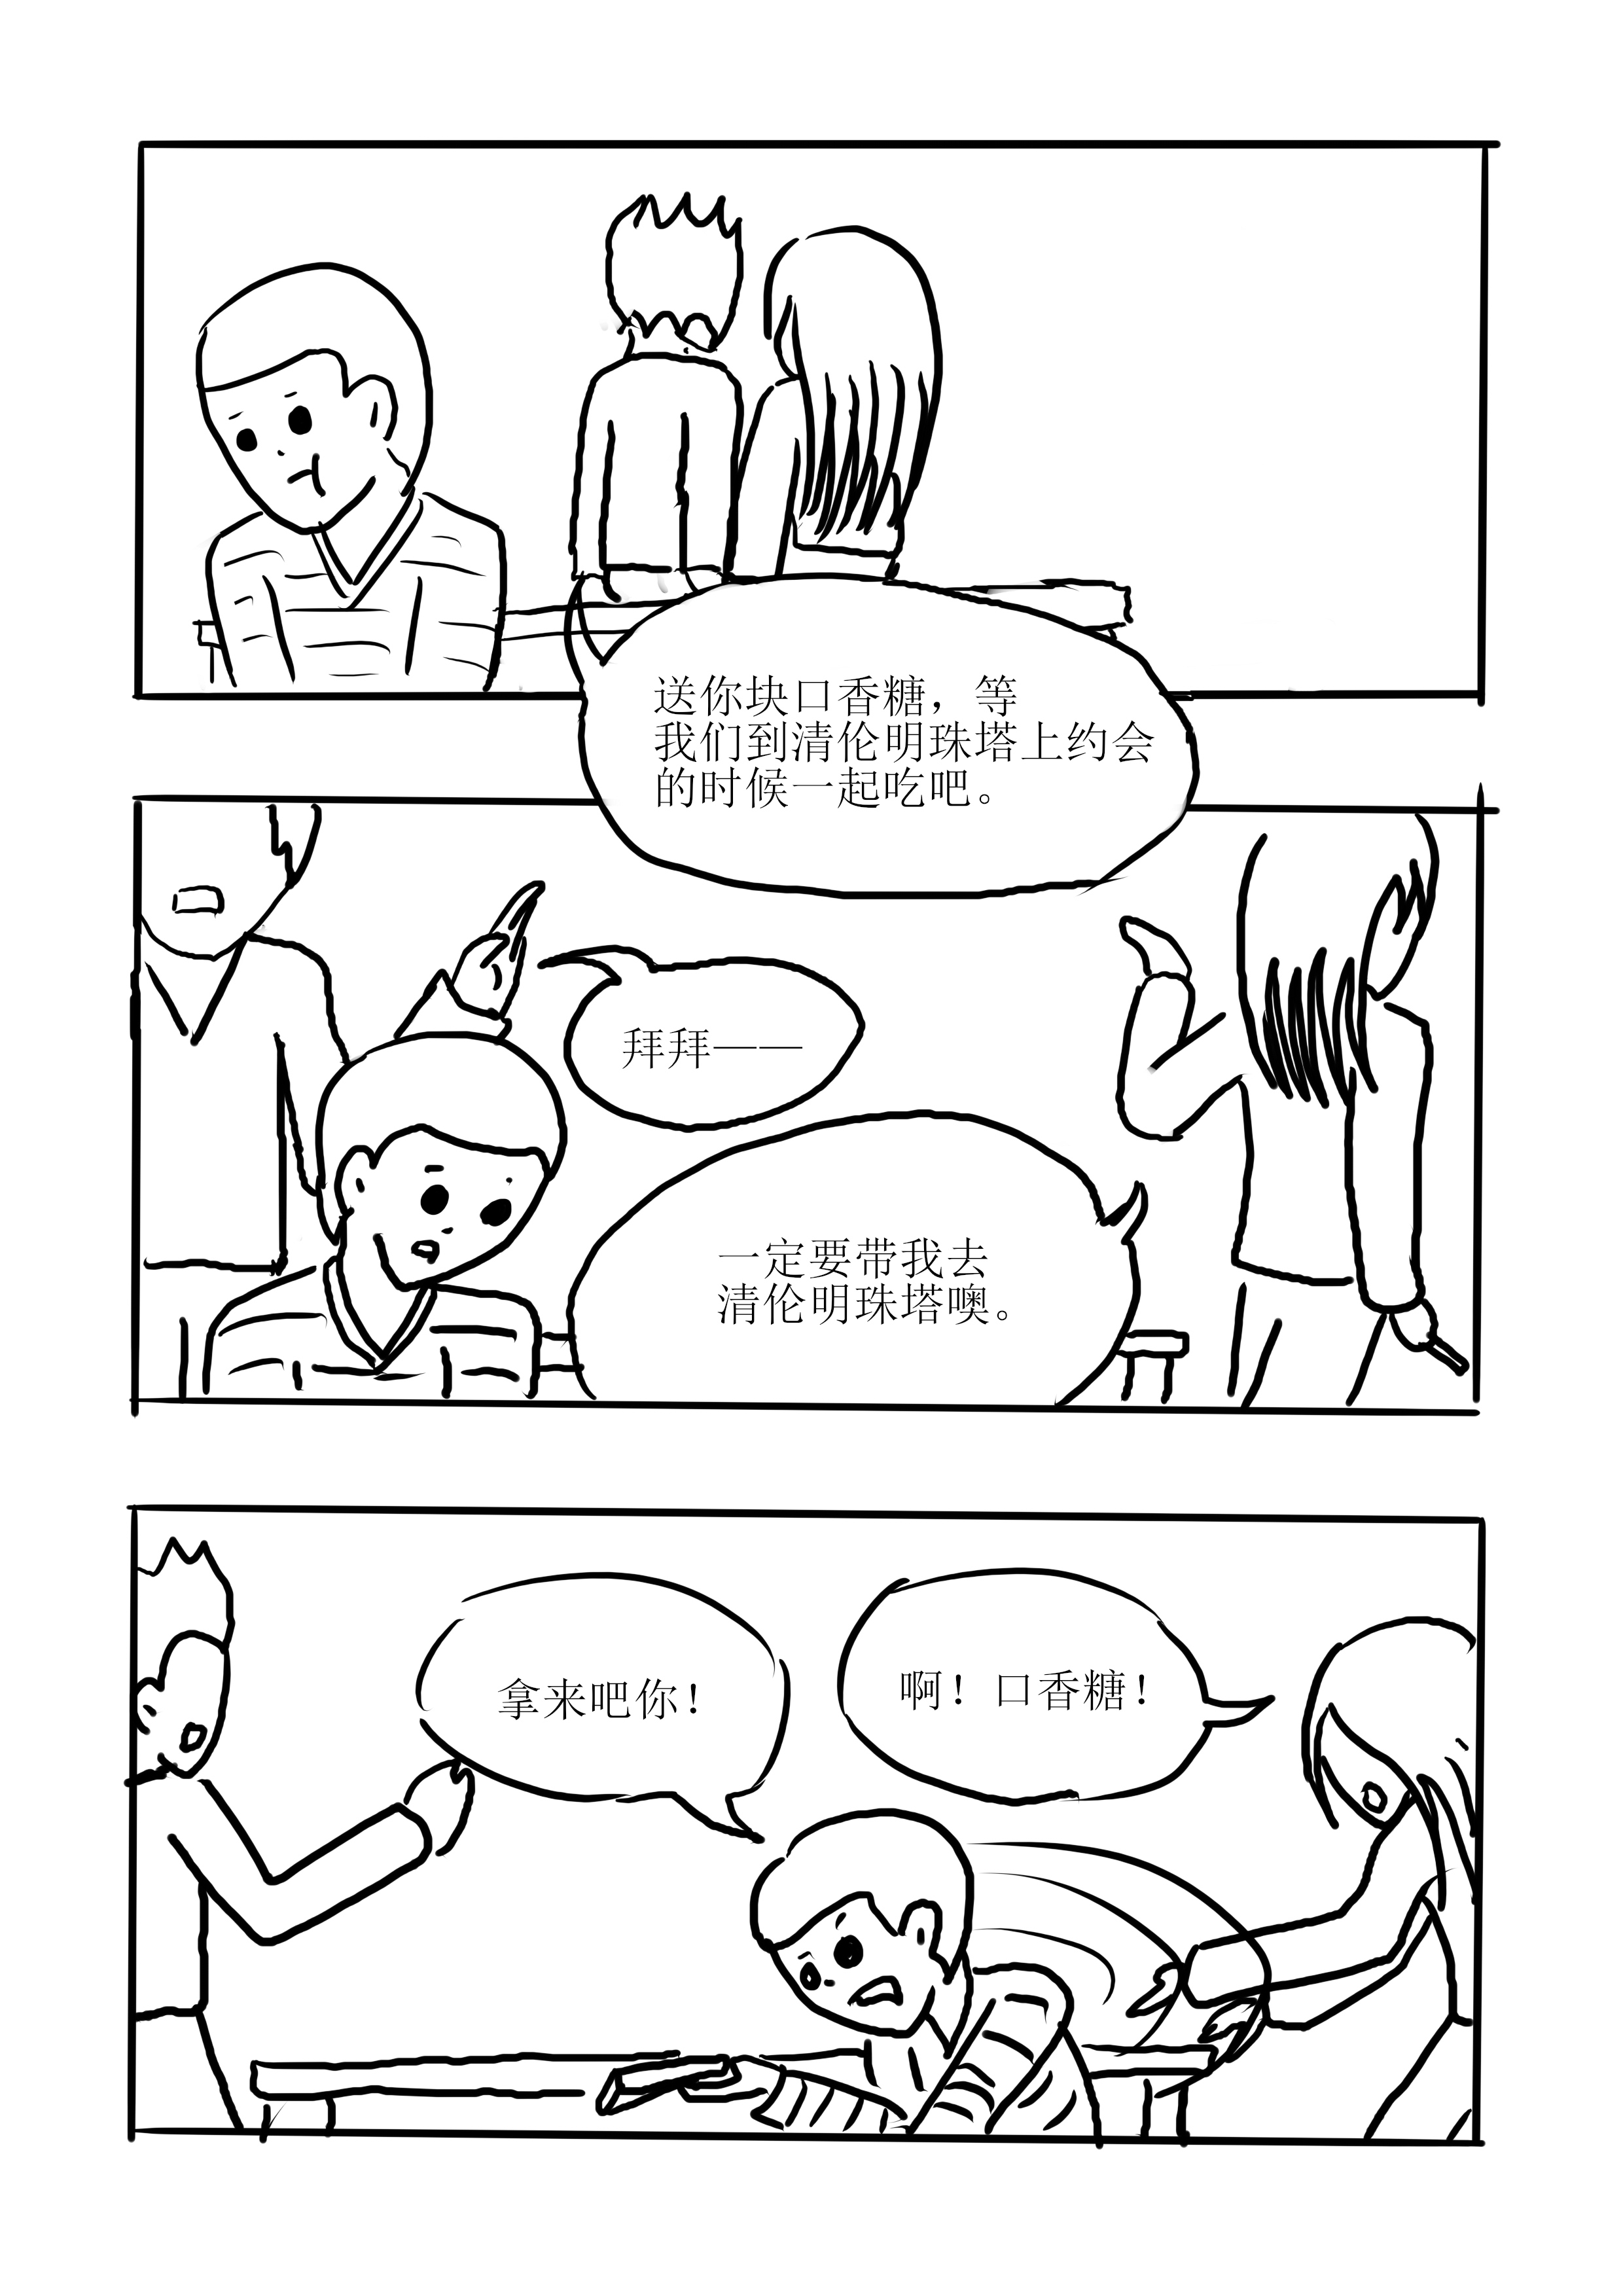 送你块口香糖，等
我们到清伦明珠塔上约会
的时候一起吃吧。
拜拜——
一定要带我去
清伦明珠塔噢。
拿来吧你！
啊！口香糖！